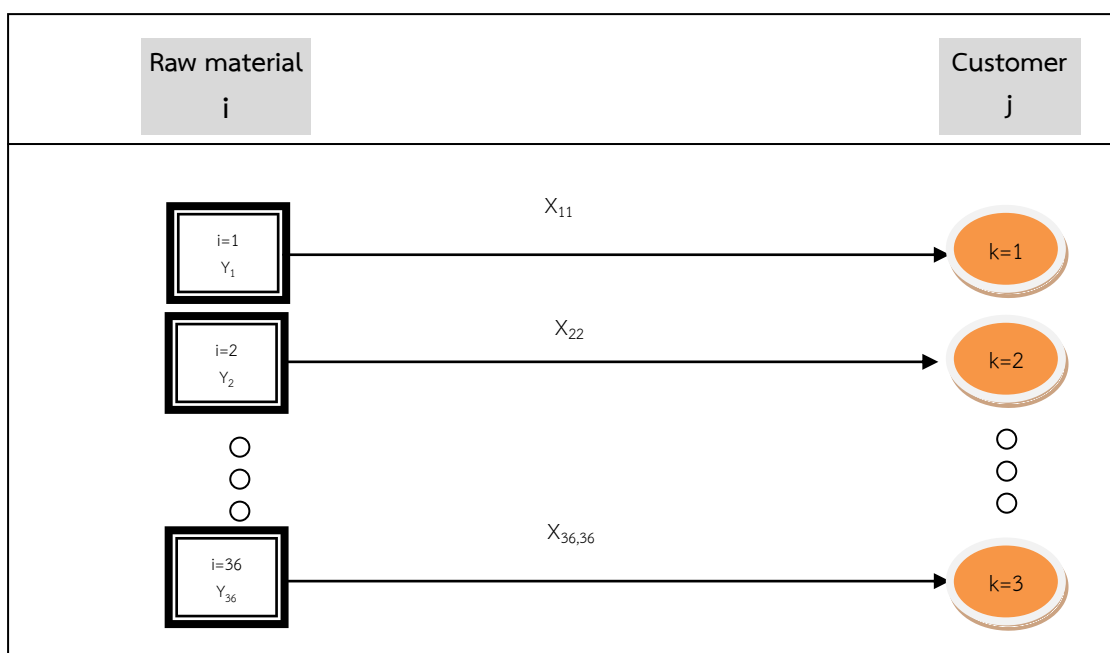 Raw material
i
Customer
j
X11
i=1
Y1
k=1
X22
i=2
Y2
k=2
X36,36
i=36
Y36
k=3